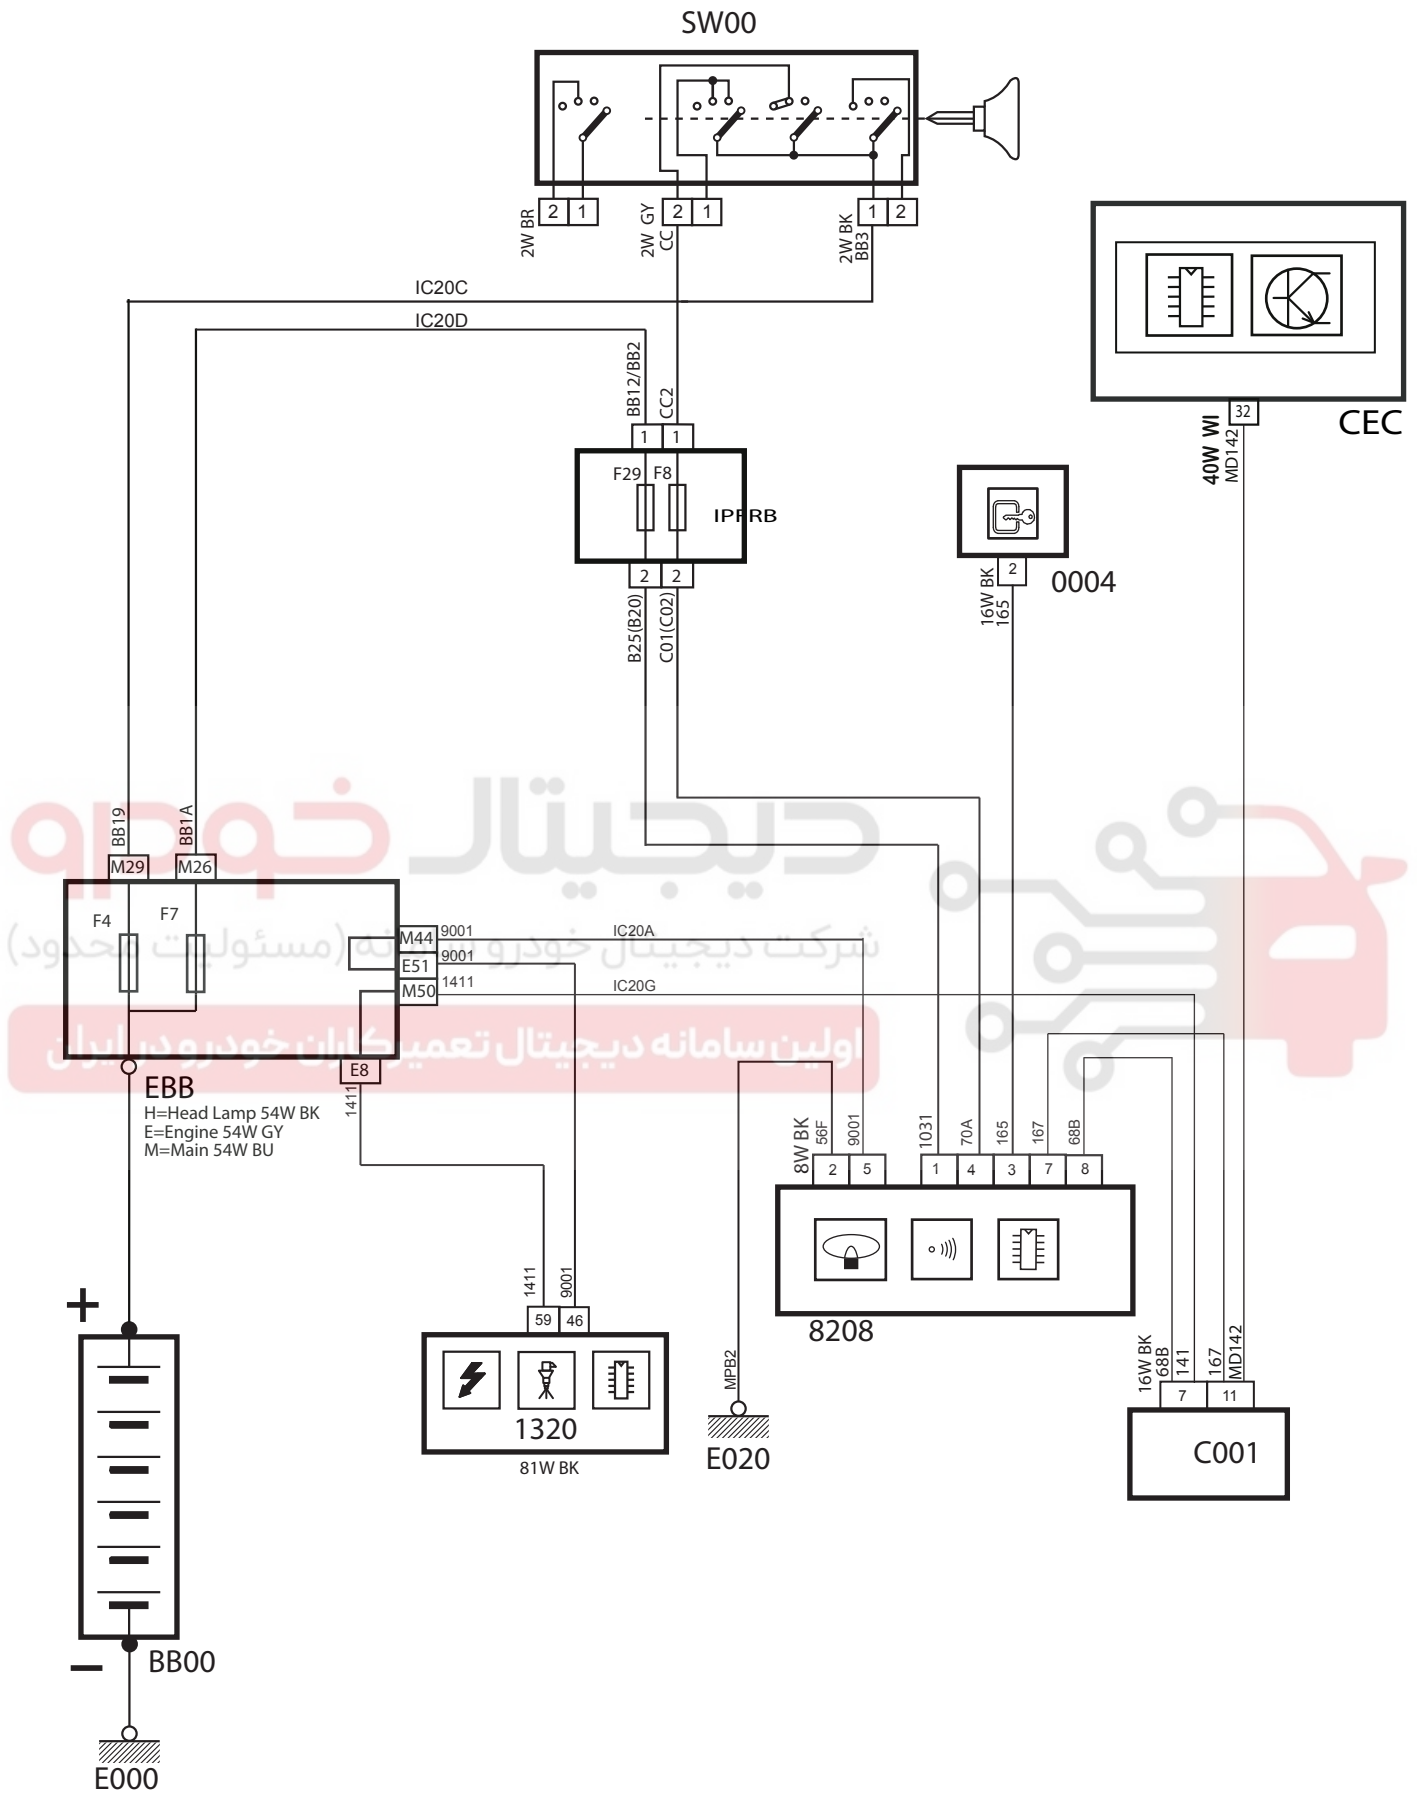 SW00
2 1
2W BR
2 1
2W GY
CC
1 2
2W BK
BB3
IC20C
IC20D
BB12/BB2
CC2
1 1
F29 F8
IPFRB
2 2
B25(B20)
C01(C02)
32
CEC
40W WI
MD142
2
0004
16W BK
165
دیجیتال خودرو
شرکت دیجیتال خودرو سامانه (مسئولیت محدود)
اولین سامانه دیجیتال تعمیرکاران خودرو در ایران
BB19
BB1A
M29 M26
F4 F7
M44 9001 IC20A
E51 9001
M50 1411 IC20G
E8
1411
EBB
H=Head Lamp 54W BK
E=Engine 54W GY
M=Main 54W BU
8W BK
56F
9001
1031
70A
165
167
68B
2 5 1 4 3 7 8
8208
1411
9001
59 46
1320
81W BK
MPB2
E020
16W BK
68B
141
167
MD142
7 11
C001
+
−
BB00
E000